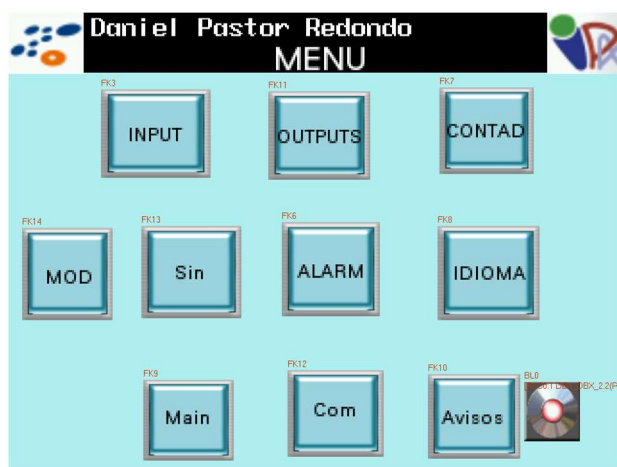 Daniel Pastor Redondo
MENU
FK3
FK11
FK7
INPUT
OUTPUTS
CONTAD
FK14
FK13
FK6
FK8
MOD
Sin
ALARM
IDIOMA
FK9
FK12
FK10
BL0
Main
Com
Avisos